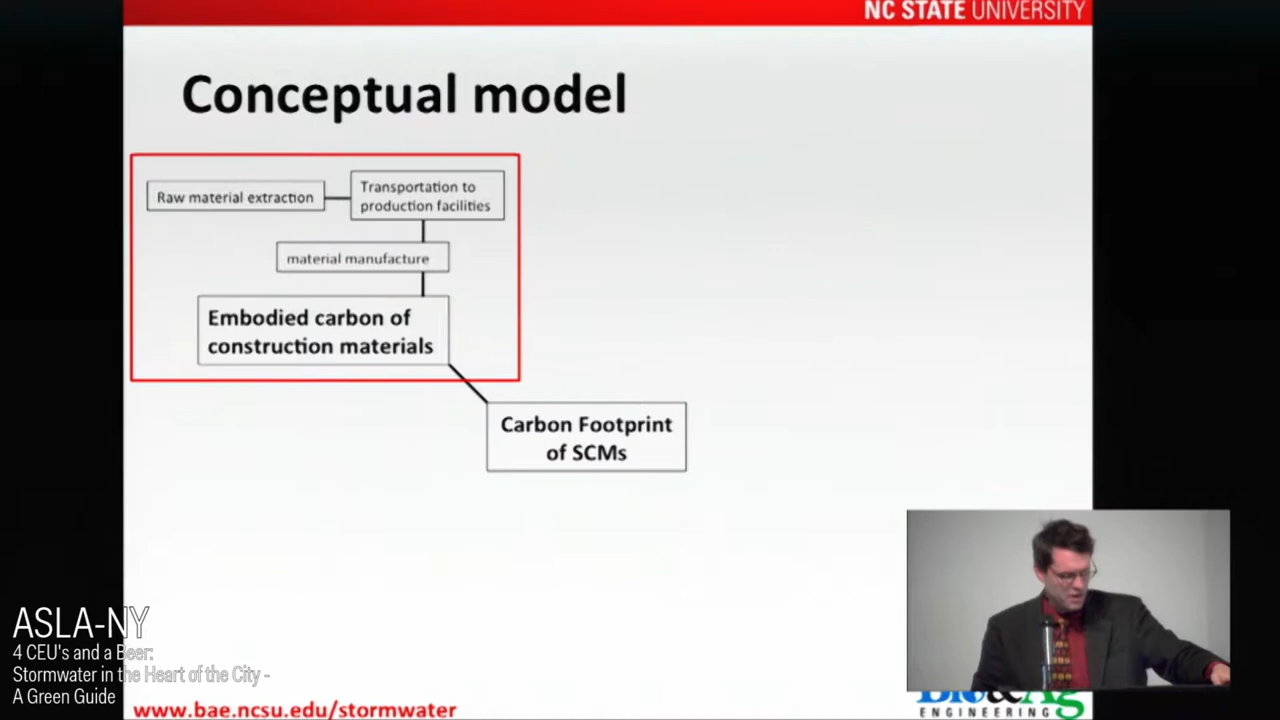 NC STATE UNIVERSITY
Conceptual model
Raw material extraction
Transportation to
production facilities
material manufacture
Embodied carbon of
construction materials
Carbon Footprint
of SCMs
ASLA-NY
4 CEU's and a Beer:
Stormwater in the Heart of the City -
A Green Guide
www.bae.ncsu.edu/stormwater
Bio&Ag
ENGINEERING